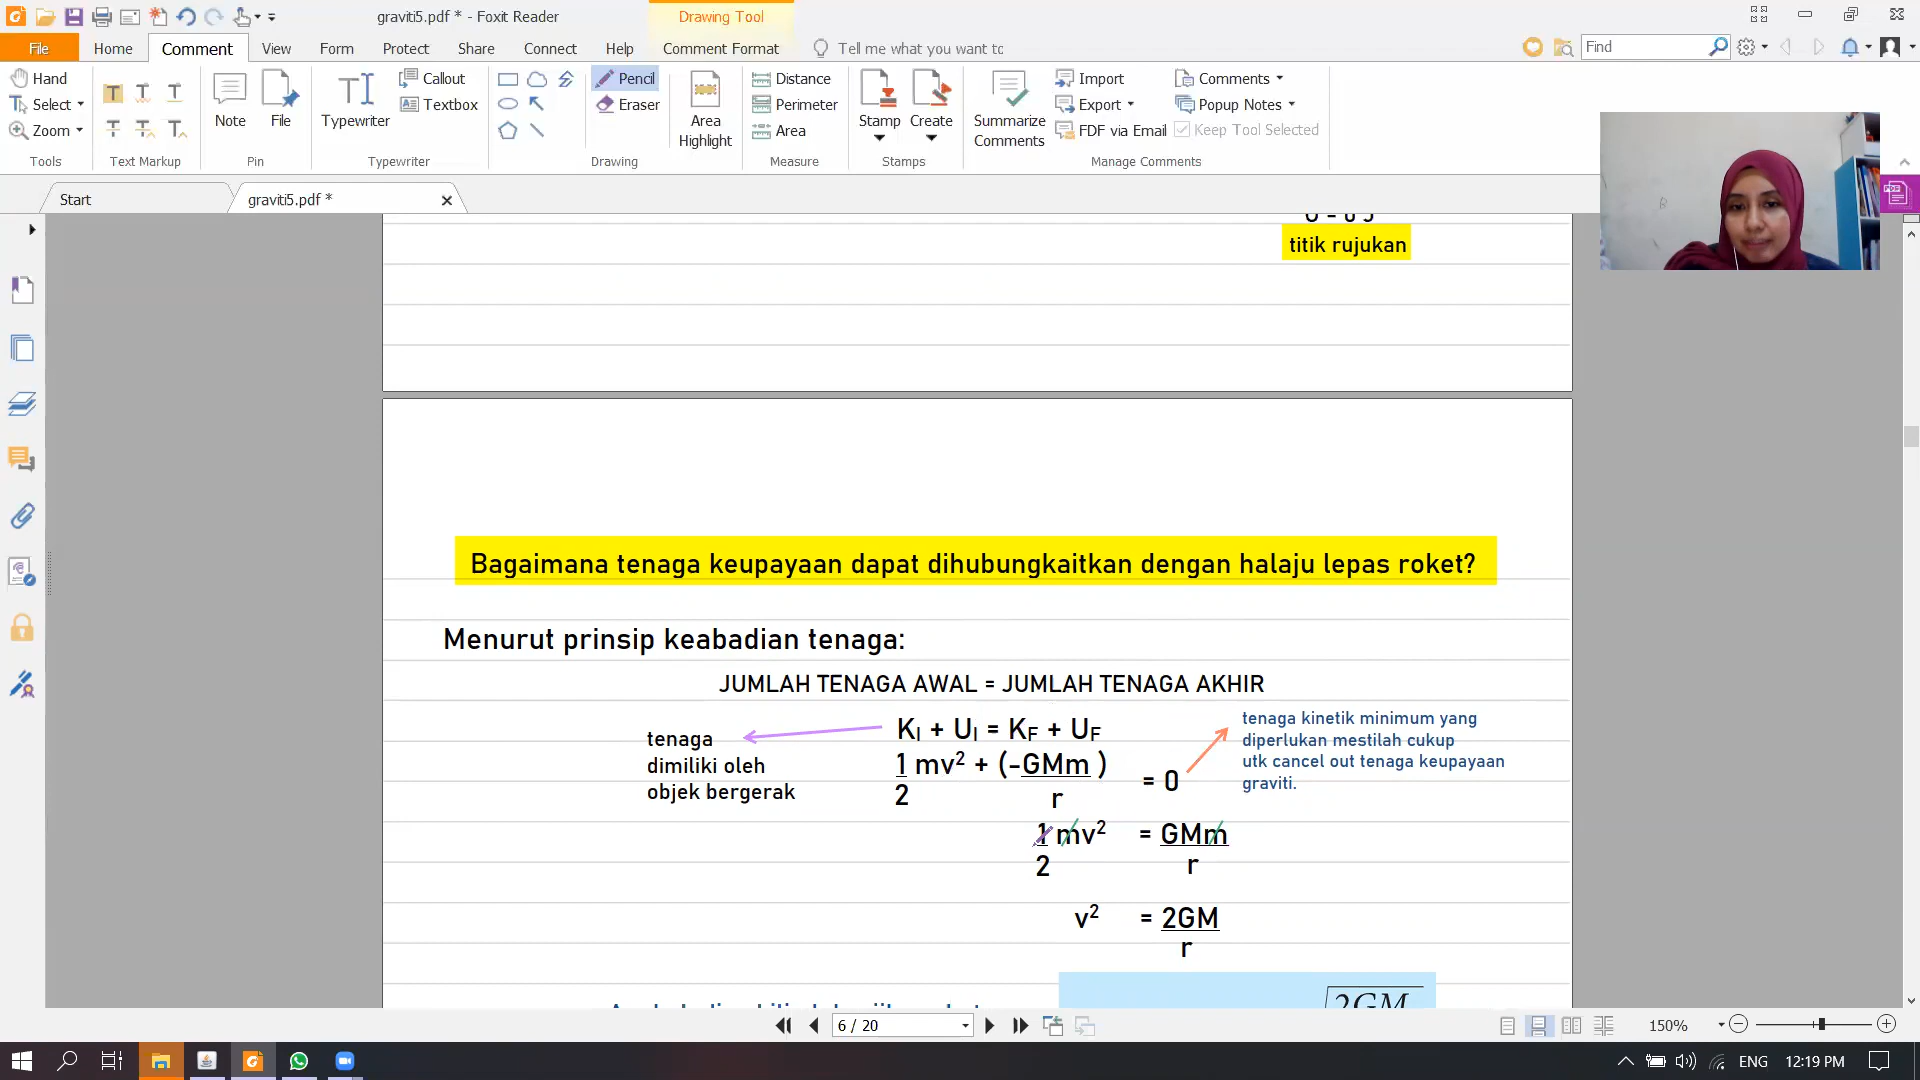 graviti5.pdf * - Foxit Reader
Drawing Tool
File Home Comment View Form Protect Share Connect Help Comment Format Tell me what you want to Find
Hand
Select
Zoom
Tools
Text Markup
Note
File
Pin
Typewriter
Callout
Textbox
Typewriter
Pencil
Eraser
Drawing
Area
Highlight
Distance
Perimeter
Area
Measure
Stamp
Create
Stamps
Summarize
Comments
Import
Export
FDF via Email
Comments
Popup Notes
Keep Tool Selected
Manage Comments
Start
graviti5.pdf *
titik rujukan
Bagaimana tenaga keupayaan dapat dihubungkaitkan dengan halaju lepas roket?
Menurut prinsip keabadian tenaga:
JUMLAH TENAGA AWAL = JUMLAH TENAGA AKHIR
tenaga
dimiliki oleh
objek bergerak
K_I + U_I = K_F + U_F
1 mv² + (-GMm ) = 0
2 r
tenaga kinetik minimum yang
diperlukan mestilah cukup
utk cancel out tenaga keupayaan
graviti.
1 mv² = GMm
2 r
v² = 2GM
r
2GM
6 / 20
150%
ENG 12:19 PM